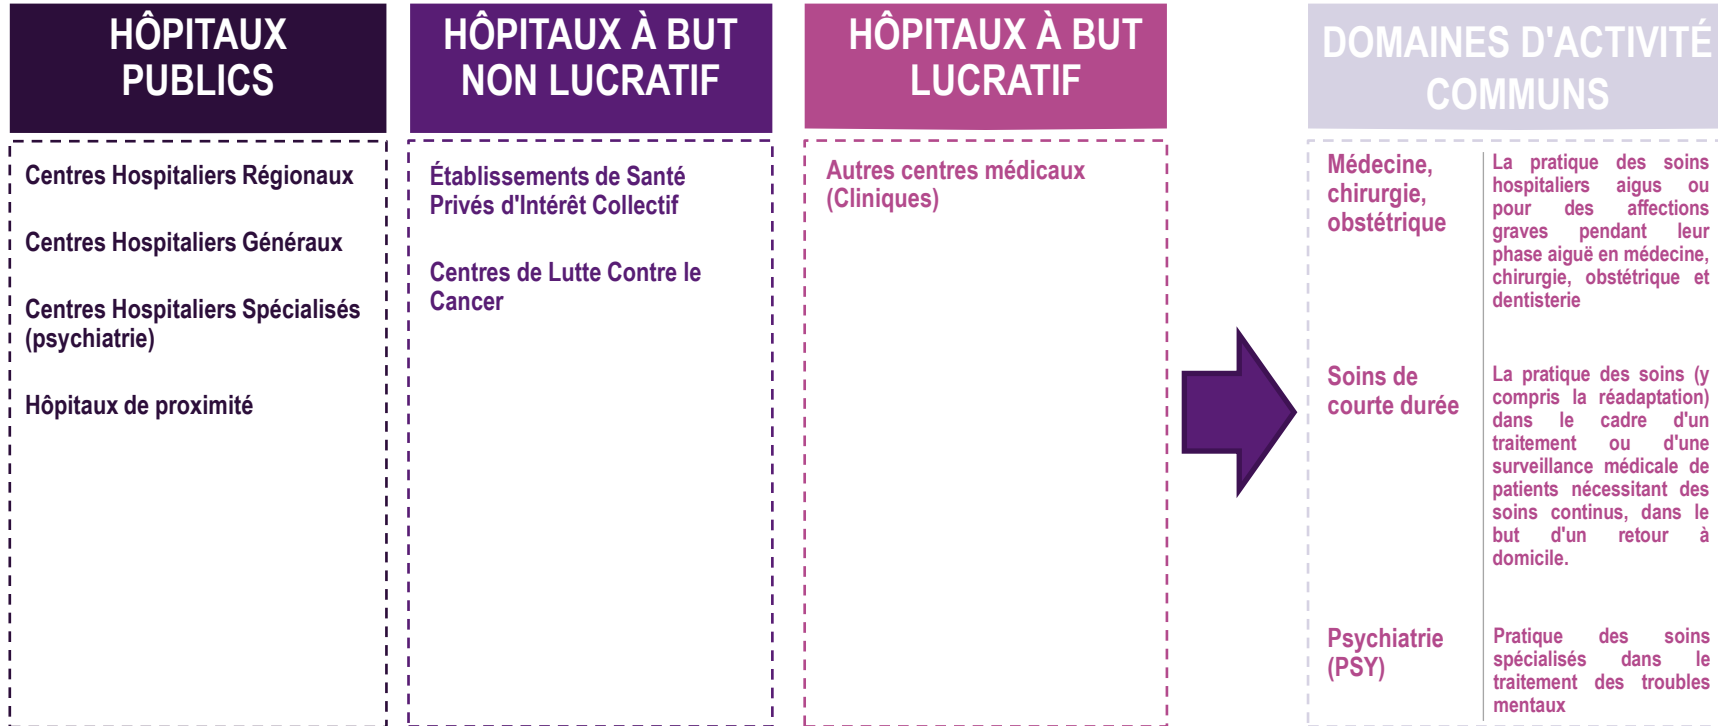 HÔPITAUX
PUBLICS
Centres Hospitaliers Régionaux
Centres Hospitaliers Généraux
Centres Hospitaliers Spécialisés
(psychiatrie)
Hôpitaux de proximité
HÔPITAUX À BUT
NON LUCRATIF
Établissements de Santé
Privés d'Intérêt Collectif
Centres de Lutte Contre le
Cancer
HÔPITAUX À BUT
LUCRATIF
Autres centres médicaux
(Cliniques)
DOMAINES D'ACTIVITÉ
COMMUNS
Médecine,
chirurgie,
obstétrique
La pratique des soins
hospitaliers aigus ou
pour des affections
graves pendant leur
phase aiguë en médecine,
chirurgie, obstétrique et
dentisterie
Soins de
courte durée
La pratique des soins (y
compris la réadaptation)
dans le cadre d'un
traitement ou d'une
surveillance médicale de
patients nécessitant des
soins continus, dans le
but d'un retour à
domicile.
Psychiatrie
(PSY)
Pratique des soins
spécialisés dans le
traitement des troubles
mentaux